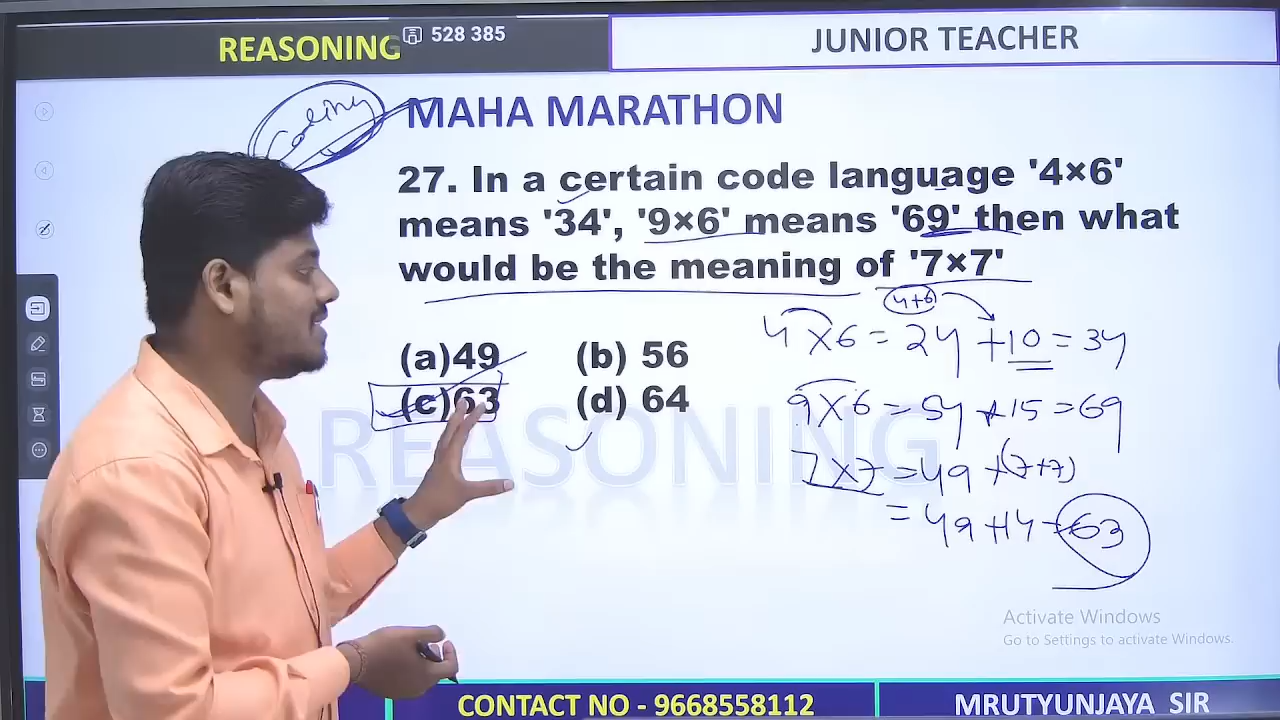 REASONING
528 385
JUNIOR TEACHER
Coding
MAHA MARATHON
27. In a certain code language '4×6'
means '34', '9×6' means '69' then what
would be the meaning of '7×7'
(a)49
(b) 56
(c)63
(d) 64
4+6
4×6=24+10=34
9×6=54+15=69
7×7=49+(7+7)
=49+14=63
REASONING
Activate Windows
Go to Settings to activate Windows.
CONTACT NO - 9668558112
MRUTYUNJAYA SIR